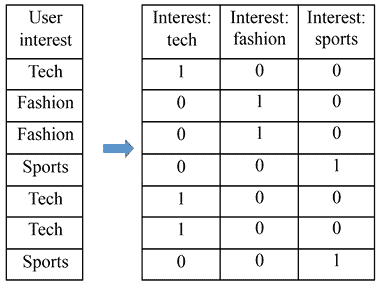 User
interest
Tech
Fashion
Fashion
Sports
Tech
Tech
Sports
Interest: Interest: Interest:
tech fashion sports
1 0 0
0 1 0
0 1 0
0 0 1
1 0 0
1 0 0
0 0 1